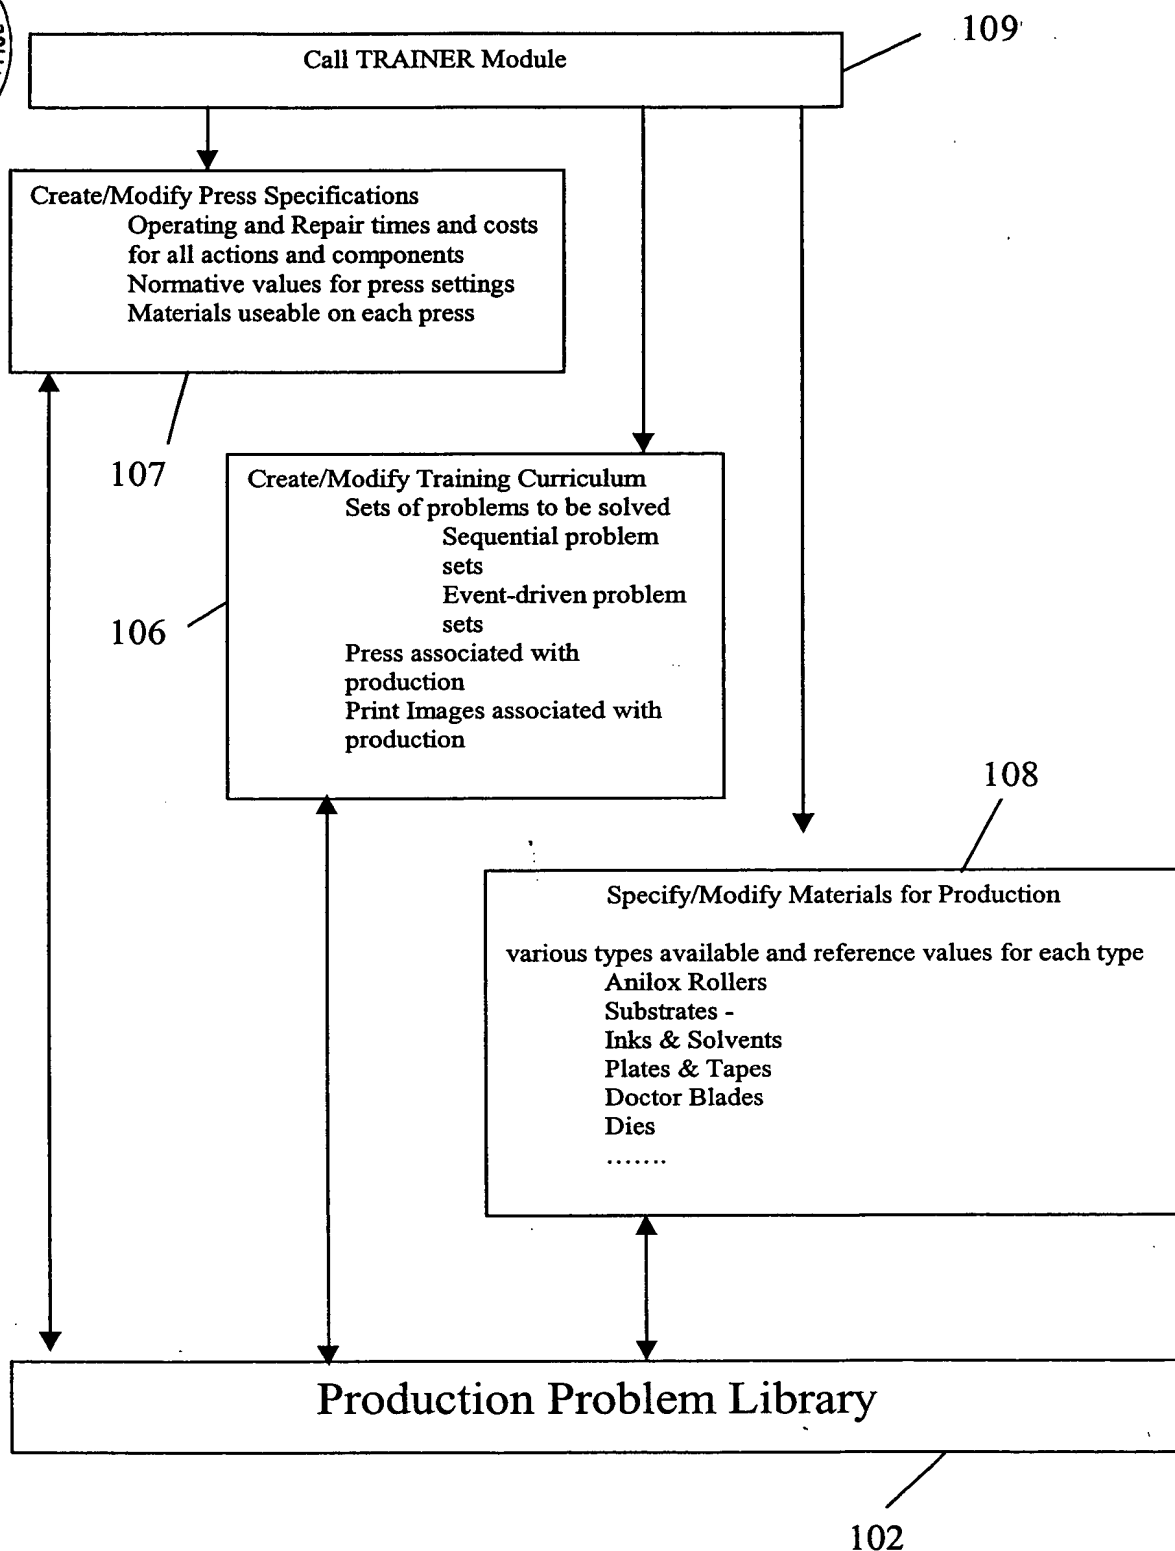 109
Call TRAINER Module
Create/Modify Press Specifications
Operating and Repair times and costs
for all actions and components
Normative values for press settings
Materials useable on each press
107
Create/Modify Training Curriculum
Sets of problems to be solved
Sequential problem
sets
Event-driven problem
sets
Press associated with
production
Print Images associated with
production
106
108
Specify/Modify Materials for Production
various types available and reference values for each type
Anilox Rollers
Substrates -
Inks & Solvents
Plates & Tapes
Doctor Blades
Dies
.......
Production Problem Library
102